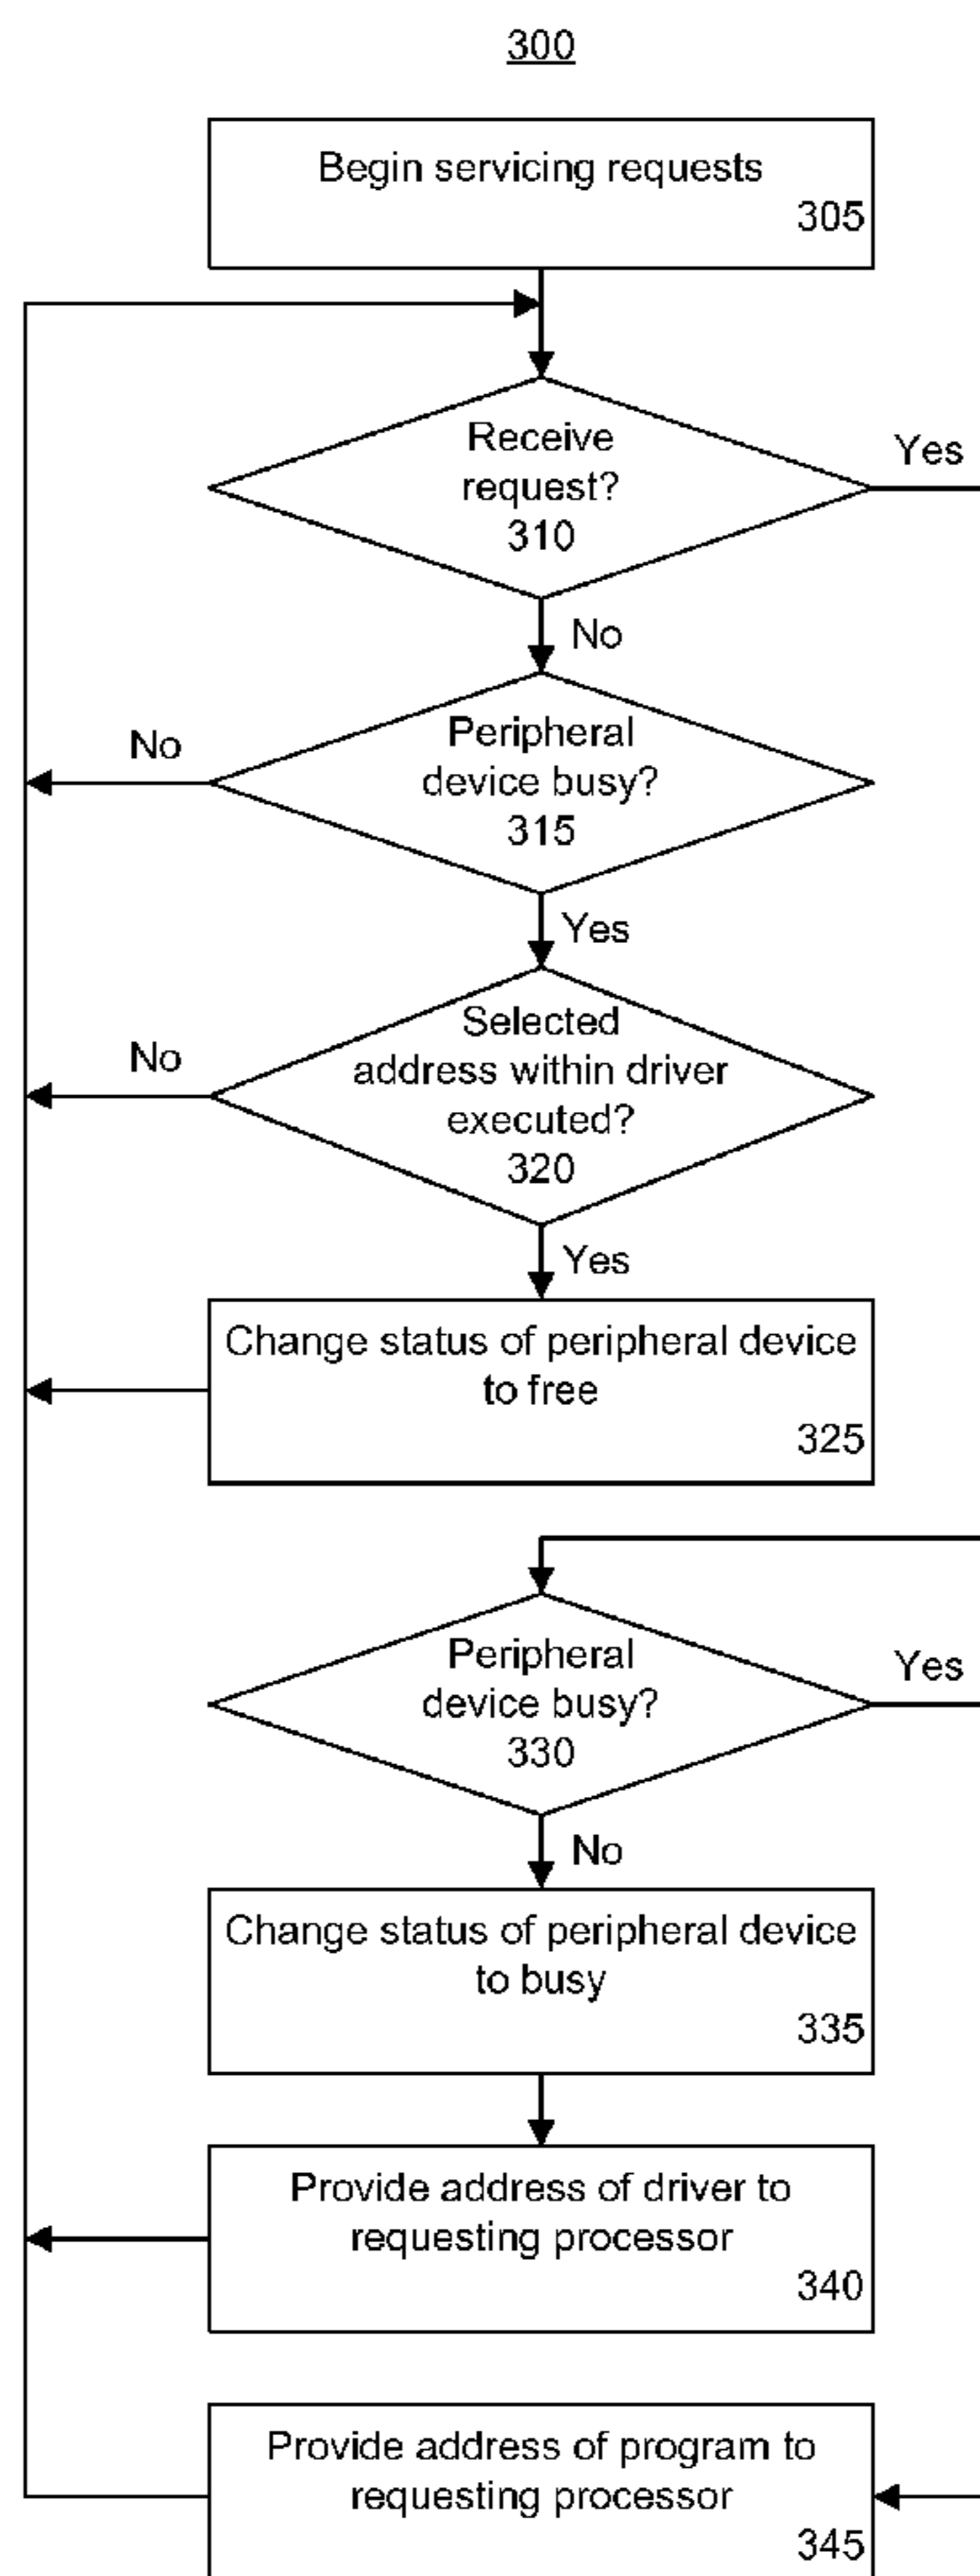 300
Begin servicing requests
305
Receive
request?
310
Yes
No
Peripheral
device busy?
315
No
Yes
Selected
address within driver
executed?
320
No
Yes
Change status of peripheral device
to free
325
Peripheral
device busy?
330
Yes
No
Change status of peripheral device
to busy
335
Provide address of driver to
requesting processor
340
Provide address of program to
requesting processor
345